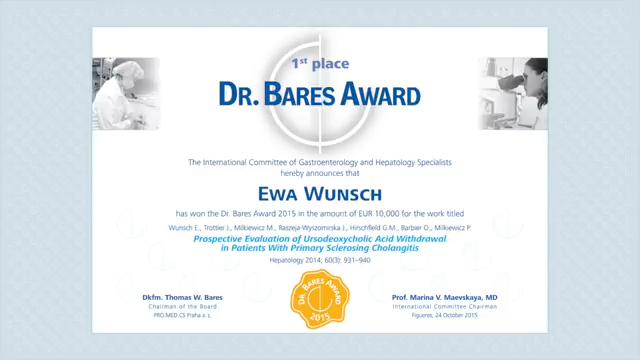 1st place
DR. BARES AWARD
The International Committee of Gastroenterology and Hepatology Specialists
hereby announces that
EWA WUNSCH
has won the Dr. Bares Award 2015 in the amount of EUR 10,000 for the work titled
Wunsch E., Trottier J., Milkiewicz M., Raszeja-Wyszomirska J., Hirschfield G.M., Barbier O., Milkiewicz P.
Prospective Evaluation of Ursodeoxycholic Acid Withdrawal
in Patients With Primary Sclerosing Cholangitis
Hepatology 2014; 60(3): 931–940
Dkfm. Thomas W. Bares
Chairman of the Board
PRO.MED.CS Praha a. s.
DR. BARES AWARD
2015
Prof. Marina V. Maevskaya, MD
International Committee Chairman
Figueres, 24 October 2015